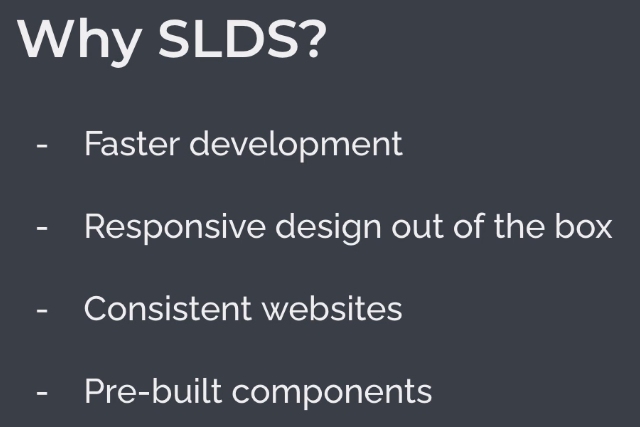 Why SLDS?
- Faster development
- Responsive design out of the box
- Consistent websites
- Pre-built components